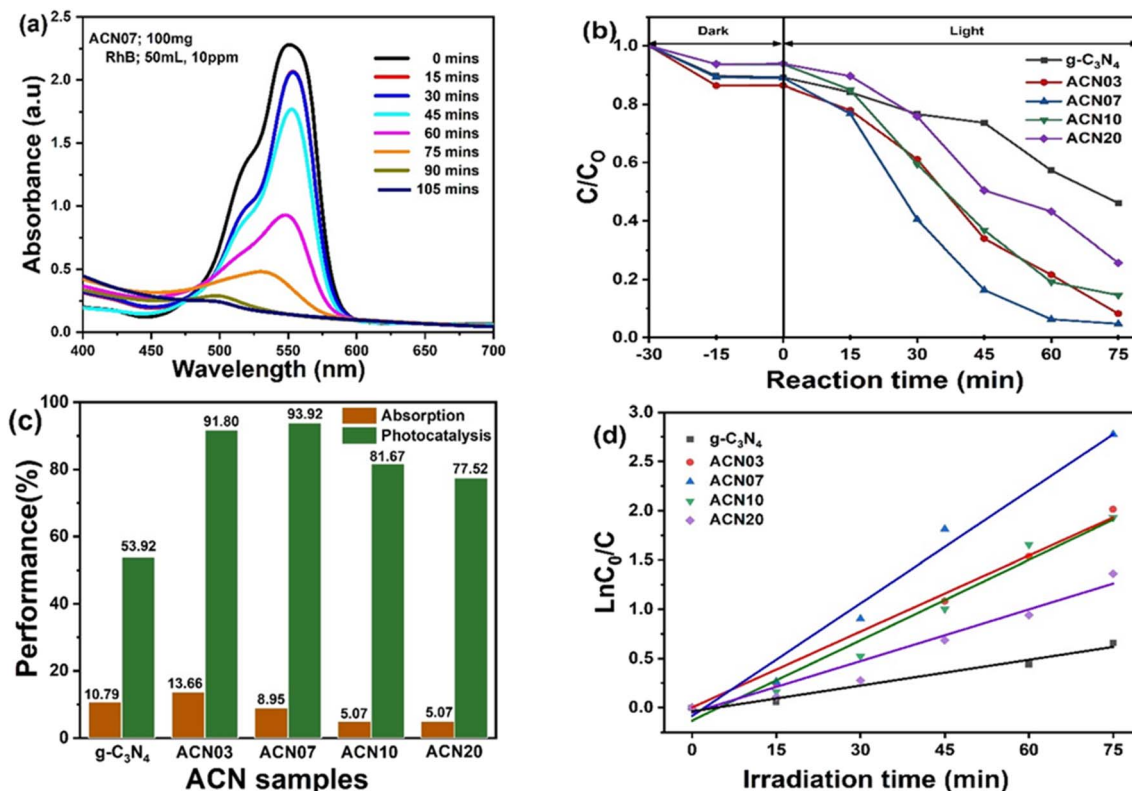 (a)
ACN07; 100mg
RhB; 50mL, 10ppm
0 mins
15 mins
30 mins
45 mins
60 mins
75 mins
90 mins
105 mins
Absorbance (a.u)
2.5
2.0
1.5
1.0
0.5
0.0
400 450 500 550 600 650 700
Wavelength (nm)
(b)
Dark Light
g-C₃N₄
ACN03
ACN07
ACN10
ACN20
C/C_O
1.0
0.8
0.6
0.4
0.2
0.0
-30 -15 0 15 30 45 60 75
Reaction time (min)
(c)
Absorption
Photocatalysis
Performance(%)
100
80
60
40
20
0
10.79 53.92 13.66 91.80 8.95 93.92 5.07 81.67 5.07 77.52
g-C₃N₄ ACN03 ACN07 ACN10 ACN20
ACN samples
(d)
g-C₃N₄
ACN03
ACN07
ACN10
ACN20
LnC₀/C
3.0
2.5
2.0
1.5
1.0
0.5
0.0
0 15 30 45 60 75
Irradiation time (min)